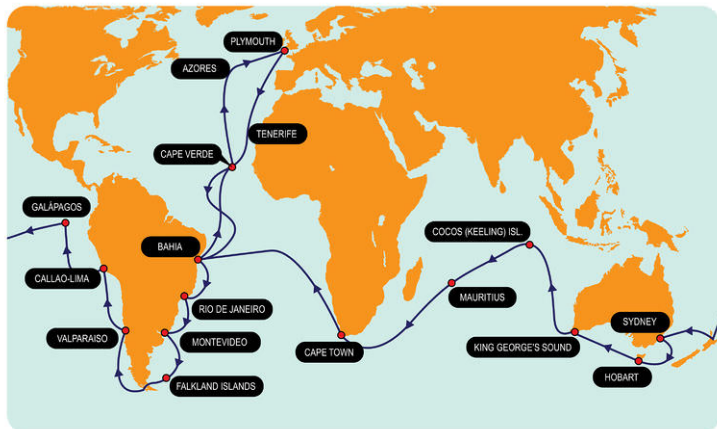 PLYMOUTH
AZORES
TENERIFE
CAPE VERDE
GALÁPAGOS
BAHIA
COCOS (KEELING) ISL.
CALLAO-LIMA
MAURITIUS
RIO DE JANEIRO
SYDNEY
VALPARAISO
MONTEVIDEO
KING GEORGE'S SOUND
CAPE TOWN
HOBART
FALKLAND ISLANDS